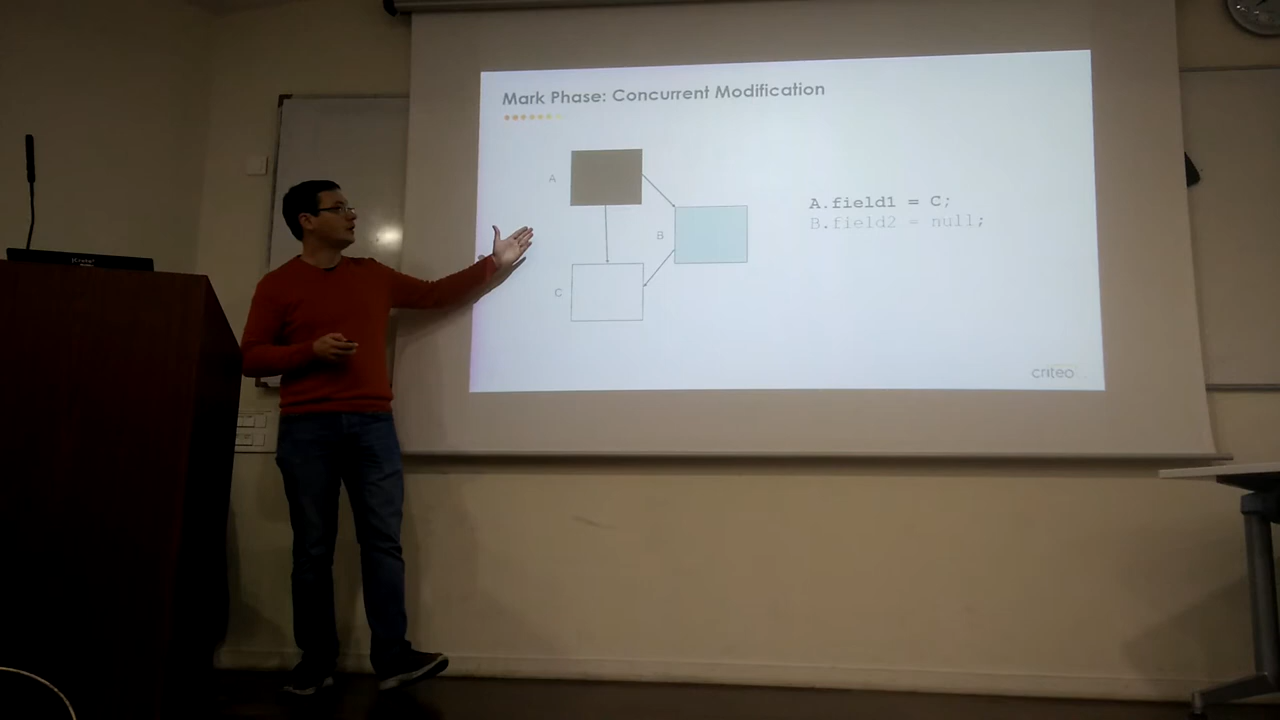 Mark Phase: Concurrent Modification
A
B
C
A.field1 = C;
B.field2 = null;
criteo